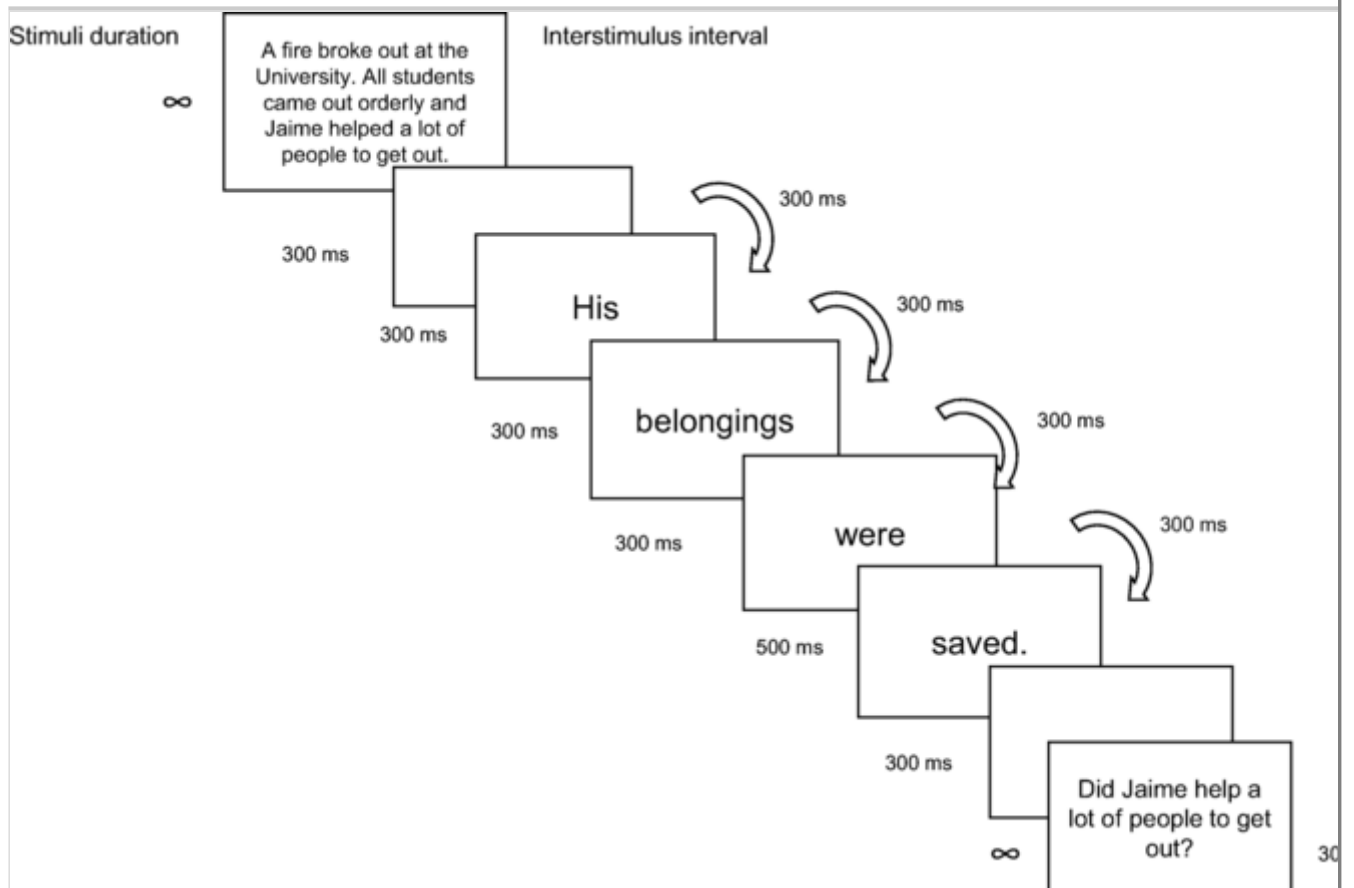 Stimuli duration
Interstimulus interval
A fire broke out at the
University. All students
came out orderly and
Jaime helped a lot of
people to get out.
∞
300 ms
300 ms
His
300 ms
300 ms
belongings
300 ms
300 ms
were
300 ms
300 ms
saved.
500 ms
300 ms
Did Jaime help a
lot of people to get
out?
∞